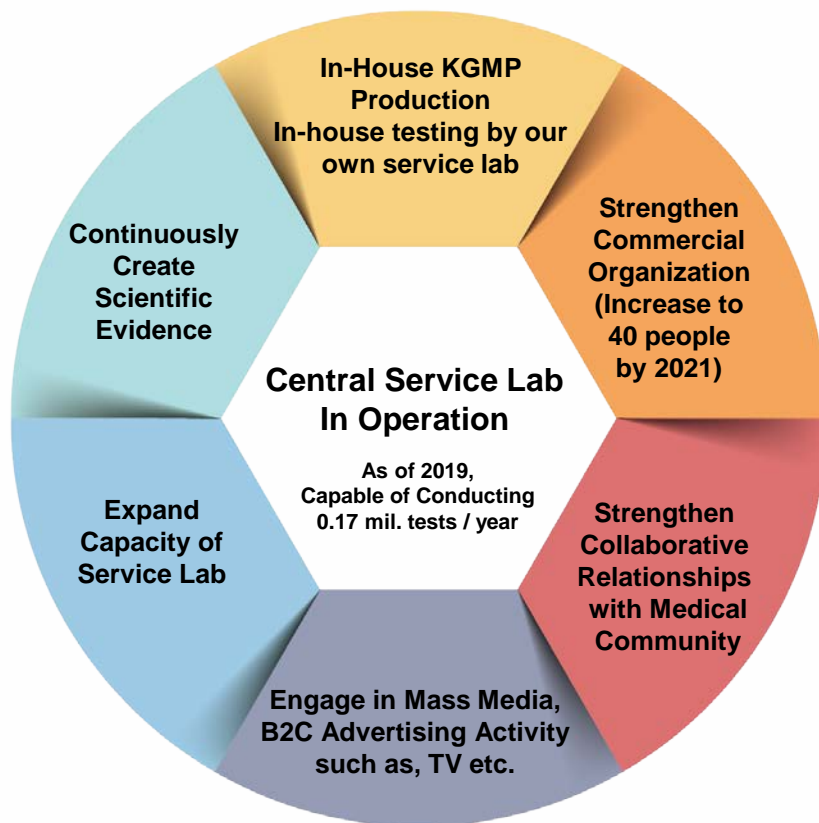 In-House KGMP
Production
In-house testing by our
own service lab
Strengthen
Commercial
Organization
(Increase to
40 people
by 2021)
Strengthen
Collaborative
Relationships
with Medical
Community
Engage in Mass Media,
B2C Advertising Activity
such as, TV etc.
Expand
Capacity of
Service Lab
Continuously
Create
Scientific
Evidence
Central Service Lab
In Operation
As of 2019,
Capable of Conducting
0.17 mil. tests / year